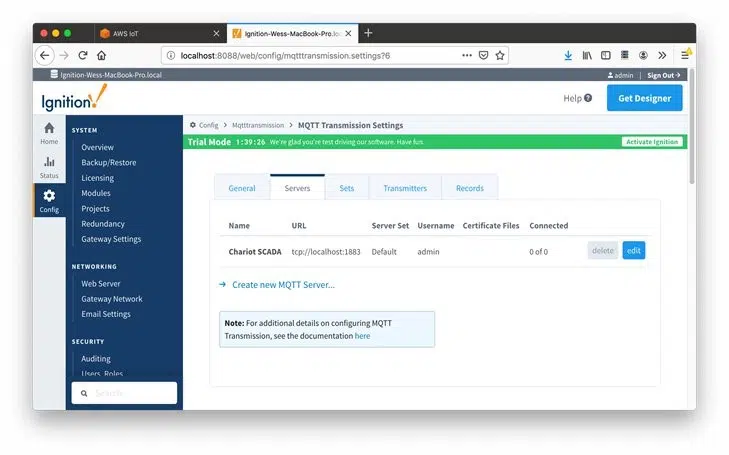 AWS IoT
Ignition-Wess-MacBook-Pro.loc
localhost:8088/web/config/mqtttransmission.settings?6
Ignition-Wess-MacBook-Pro.local
admin
Sign Out
Ignition!
Help
Get Designer
Home
Status
Config
SYSTEM
Overview
Backup/Restore
Licensing
Modules
Projects
Redundancy
Gateway Settings
NETWORKING
Web Server
Gateway Network
Email Settings
SECURITY
Auditing
Users, Roles
Search...
Config > Mqtttransmission > MQTT Transmission Settings
Trial Mode 1:39:26 We're glad you're test driving our software. Have fun.
Activate Ignition
General Servers Sets Transmitters Records
Name URL Server Set Username Certificate Files Connected
Chariot SCADA tcp://localhost:1883 Default admin 0 of 0 delete edit
→ Create new MQTT Server...
Note: For additional details on configuring MQTT
Transmission, see the documentation here